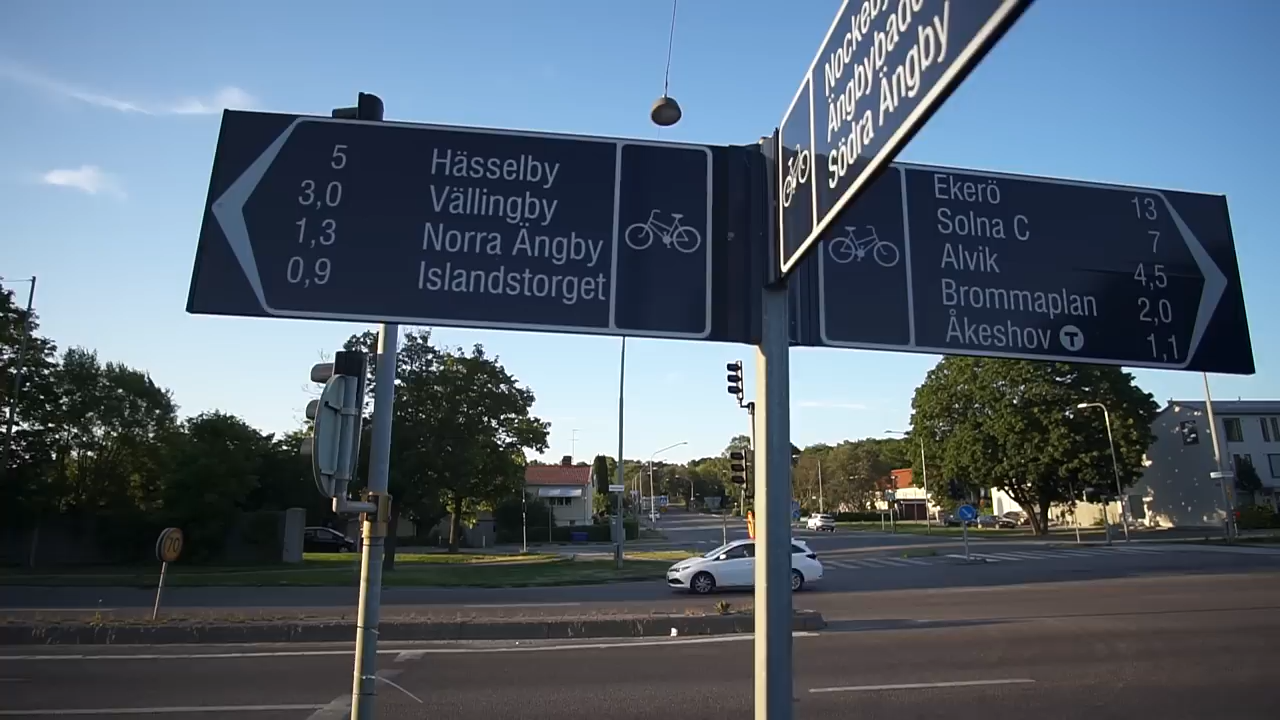 5 Hässelby
3,0 Vällingby
1,3 Norra Ängby
0,9 Islandstorget
Ängbybad
Södra Ängby
Ekerö 13
Solna C 7
Alvik 4,5
Brommaplan 2,0
Åkeshov T 1,1
70